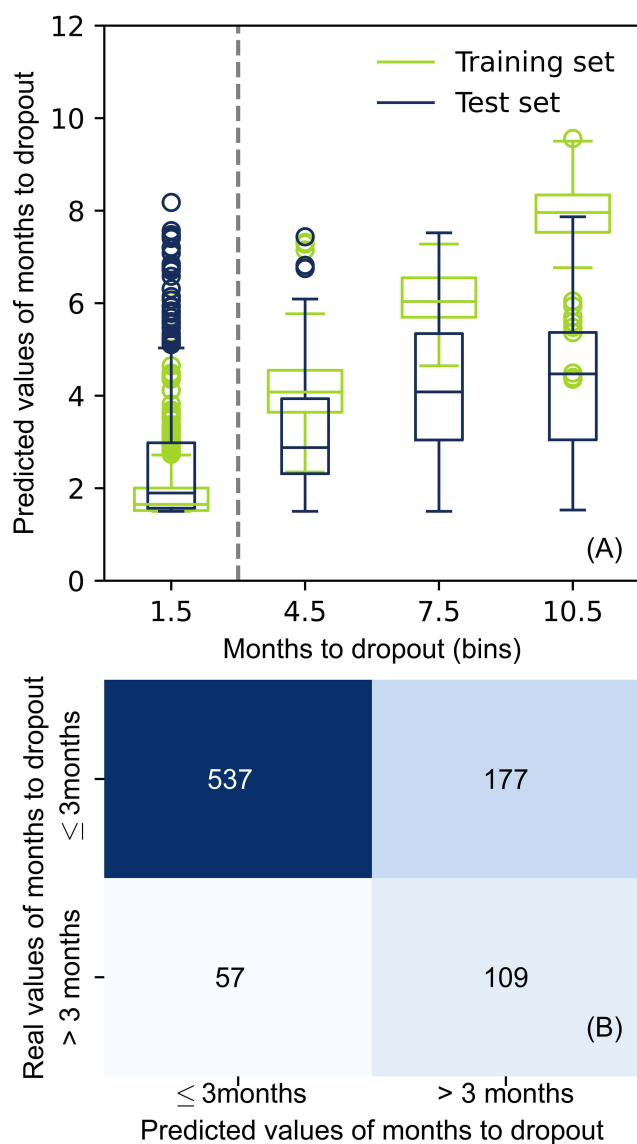 12
10
8
6
4
2
0
Predicted values of months to dropout
Training set
Test set
(A)
1.5 4.5 7.5 10.5
Months to dropout (bins)
Real values of months to dropout
≤ 3months
> 3 months
537 177
57 109
(B)
≤ 3months > 3 months
Predicted values of months to dropout